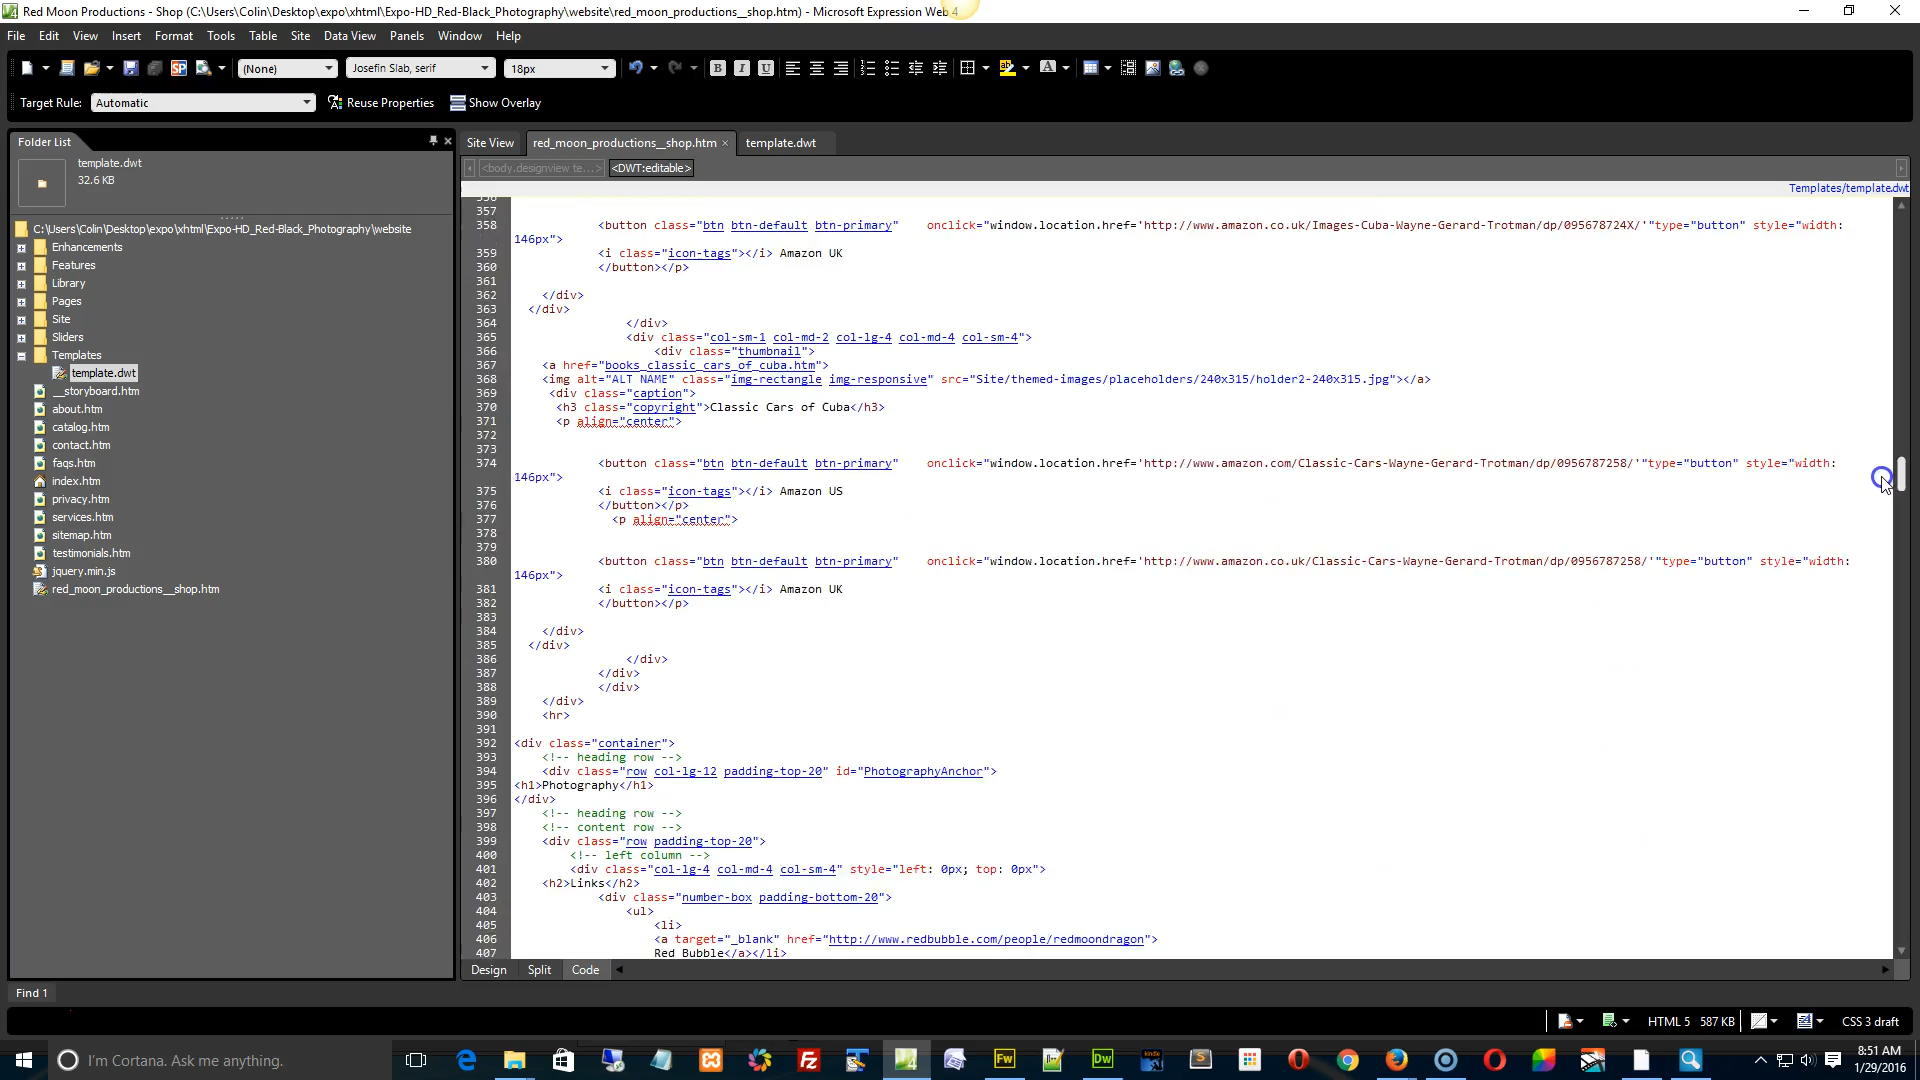 Red Moon Productions - Shop (C:\Users\Colin\Desktop\expo\xhtml\Expo-HD_Red-Black_Photography\website\red_moon_productions__shop.htm) - Microsoft Expression Web 4
File Edit View Insert Format Tools Table Site Data View Panels Window Help
(None) Josefin Slab, serif 18px
Target Rule: Automatic Reuse Properties Show Overlay
Folder List
template.dwt
32.6 KB
C:\Users\Colin\Desktop\expo\xhtml\Expo-HD_Red-Black_Photography\website
Enhancements
Features
Library
Pages
Site
Sliders
Templates
template.dwt
__storyboard.htm
about.htm
catalog.htm
contact.htm
faqs.htm
index.htm
privacy.htm
services.htm
sitemap.htm
testimonials.htm
jquery.min.js
red_moon_productions__shop.htm
Site View red_moon_productions__shop.htm template.dwt
<body.designview te...> <DWT:editable>
Templates/template.dwt
356
357
358 <button class="btn btn-default btn-primary" onclick="window.location.href='http://www.amazon.co.uk/Images-Cuba-Wayne-Gerard-Trotman/dp/095678724X/'"type="button" style="width:
146px">
359 <i class="icon-tags"></i> Amazon UK
360 </button></p>
361
362 </div>
363 </div>
364 </div>
365 <div class="col-sm-1 col-md-2 col-lg-4 col-md-4 col-sm-4">
366 <div class="thumbnail">
367 <a href="books_classic_cars_of_cuba.htm">
368 <img alt="ALT NAME" class="img-rectangle img-responsive" src="Site/themed-images/placeholders/240x315/holder2-240x315.jpg"></a>
369 <div class="caption">
370 <h3 class="copyright">Classic Cars of Cuba</h3>
371 <p align="center">
372
373
374 <button class="btn btn-default btn-primary" onclick="window.location.href='http://www.amazon.com/Classic-Cars-Wayne-Gerard-Trotman/dp/0956787258/'"type="button" style="width:
146px">
375 <i class="icon-tags"></i> Amazon US
376 </button></p>
377 <p align="center">
378
379
380 <button class="btn btn-default btn-primary" onclick="window.location.href='http://www.amazon.co.uk/Classic-Cars-Wayne-Gerard-Trotman/dp/0956787258/'"type="button" style="width:
146px">
381 <i class="icon-tags"></i> Amazon UK
382 </button></p>
383
384 </div>
385 </div>
386 </div>
387 </div>
388 </div>
389 </div>
390 <hr>
391
392 <div class="container">
393 <!-- heading row -->
394 <div class="row col-lg-12 padding-top-20" id="PhotographyAnchor">
395 <h1>Photography</h1>
396 </div>
397 <!-- heading row -->
398 <!-- content row -->
399 <div class="row padding-top-20">
400 <!-- left column -->
401 <div class="col-lg-4 col-md-4 col-sm-4" style="left: 0px; top: 0px">
402 <h2>Links</h2>
403 <div class="number-box padding-bottom-20">
404 <ul>
405 <li>
406 <a target="_blank" href="http://www.redbubble.com/people/redmoondragon">
407 Red Bubble</a></li>
Design Split Code
Find 1
HTML 5 587 KB CSS 3 draft
I'm Cortana. Ask me anything.
8:51 AM
1/29/2016